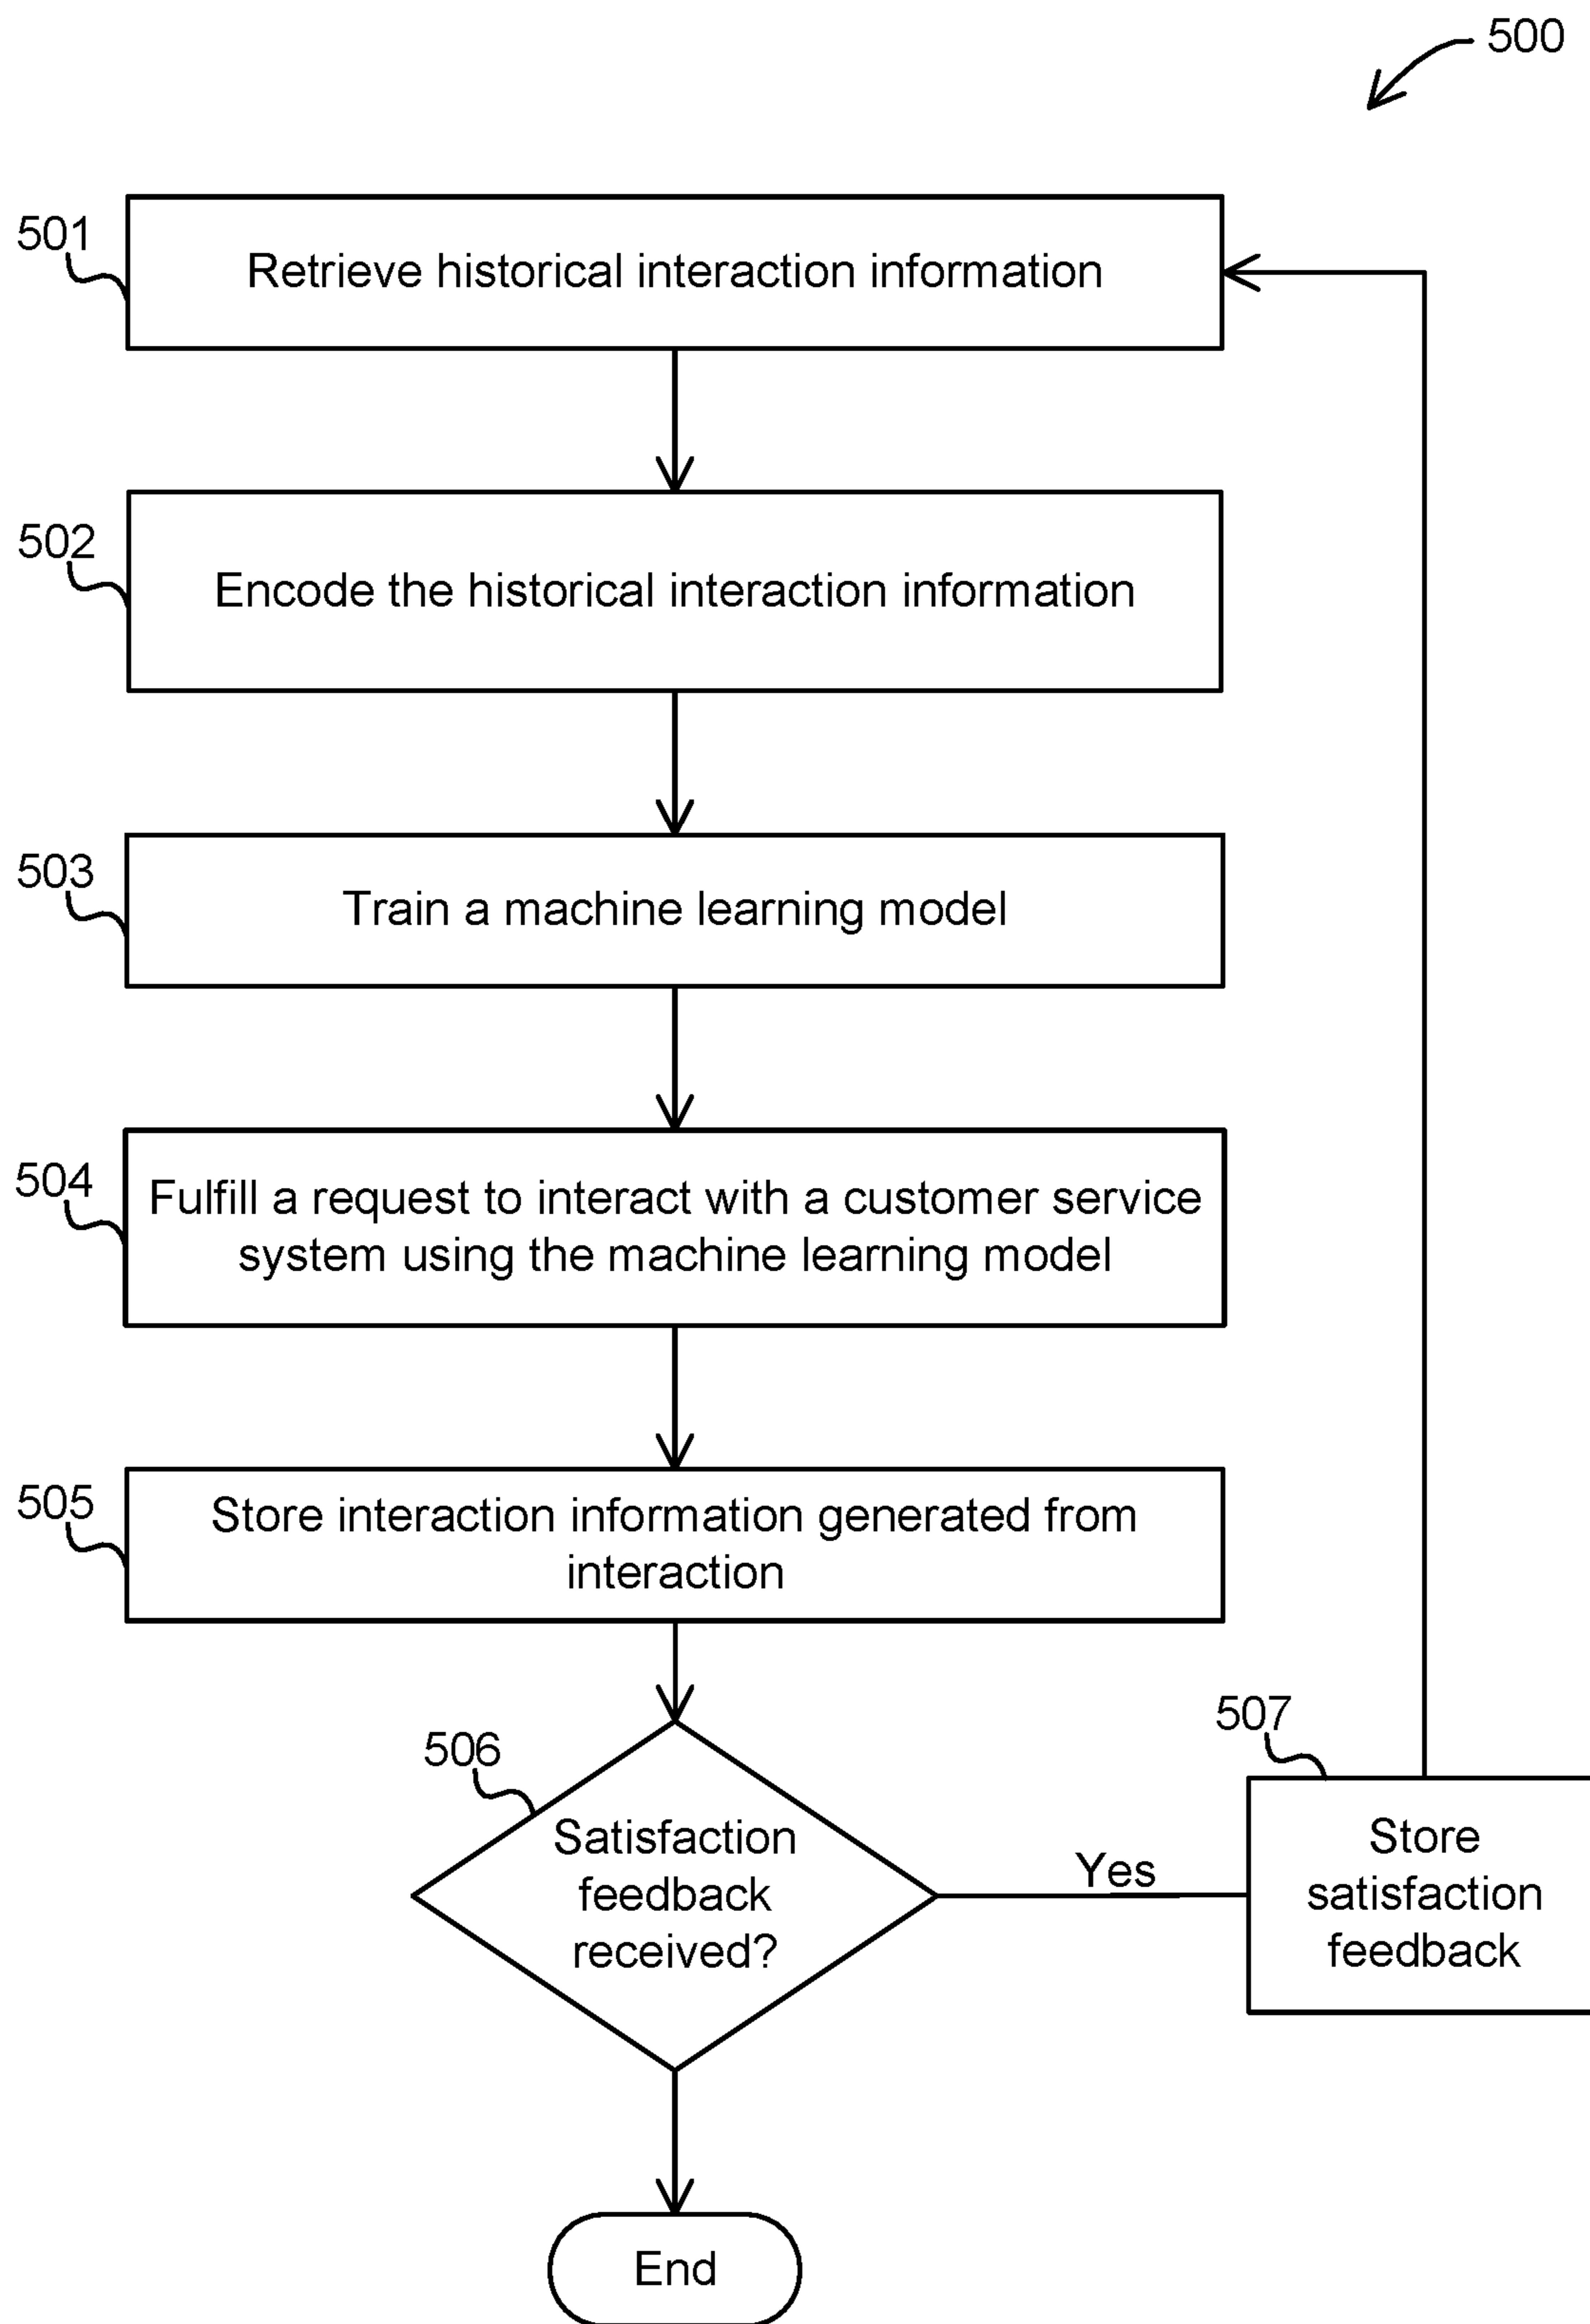 500
501
Retrieve historical interaction information
502
Encode the historical interaction information
503
Train a machine learning model
504
Fulfill a request to interact with a customer service
system using the machine learning model
505
Store interaction information generated from
interaction
506
Satisfaction
feedback
received?
Yes
507
Store
satisfaction
feedback
End